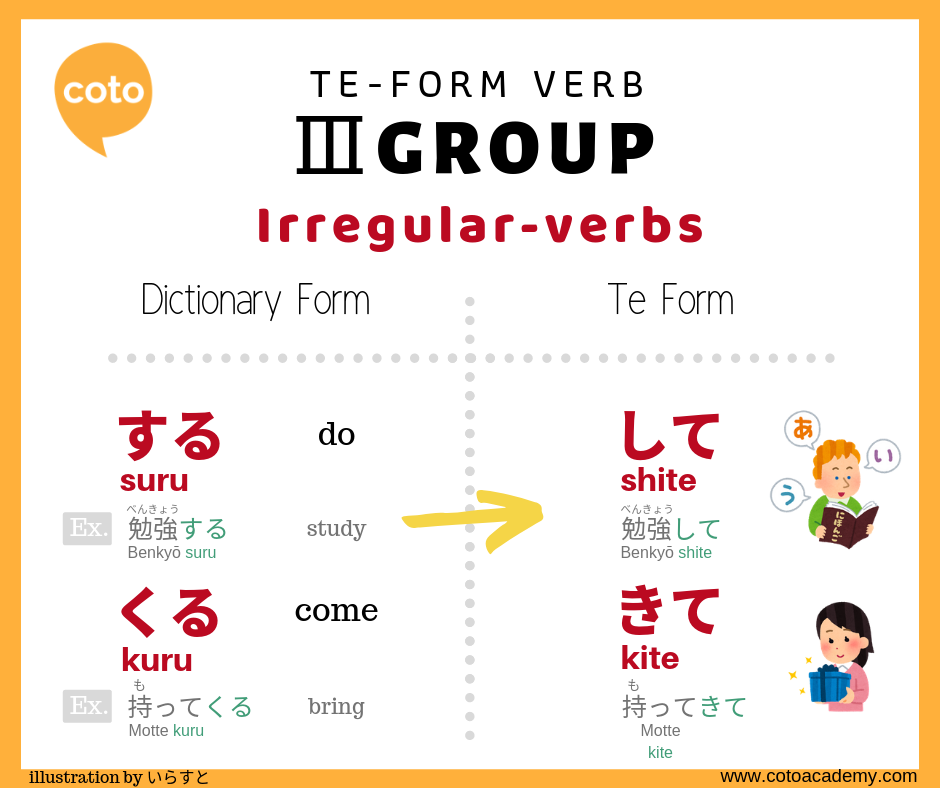 coto
TE-FORM VERB
Ⅲ GROUP
Irregular-verbs
Dictionary Form
Te Form
する
do
して
suru
shite
べんきょう
べんきょう
Ex.
勉強する
study
勉強して
Benkyō suru
Benkyō shite
あ
い
う
にほんご
くる
come
きて
kuru
kite
も
も
Ex.
持ってくる
bring
持ってきて
Motte kuru
Motte
kite
illustration by いらすと
www.cotoacademy.com